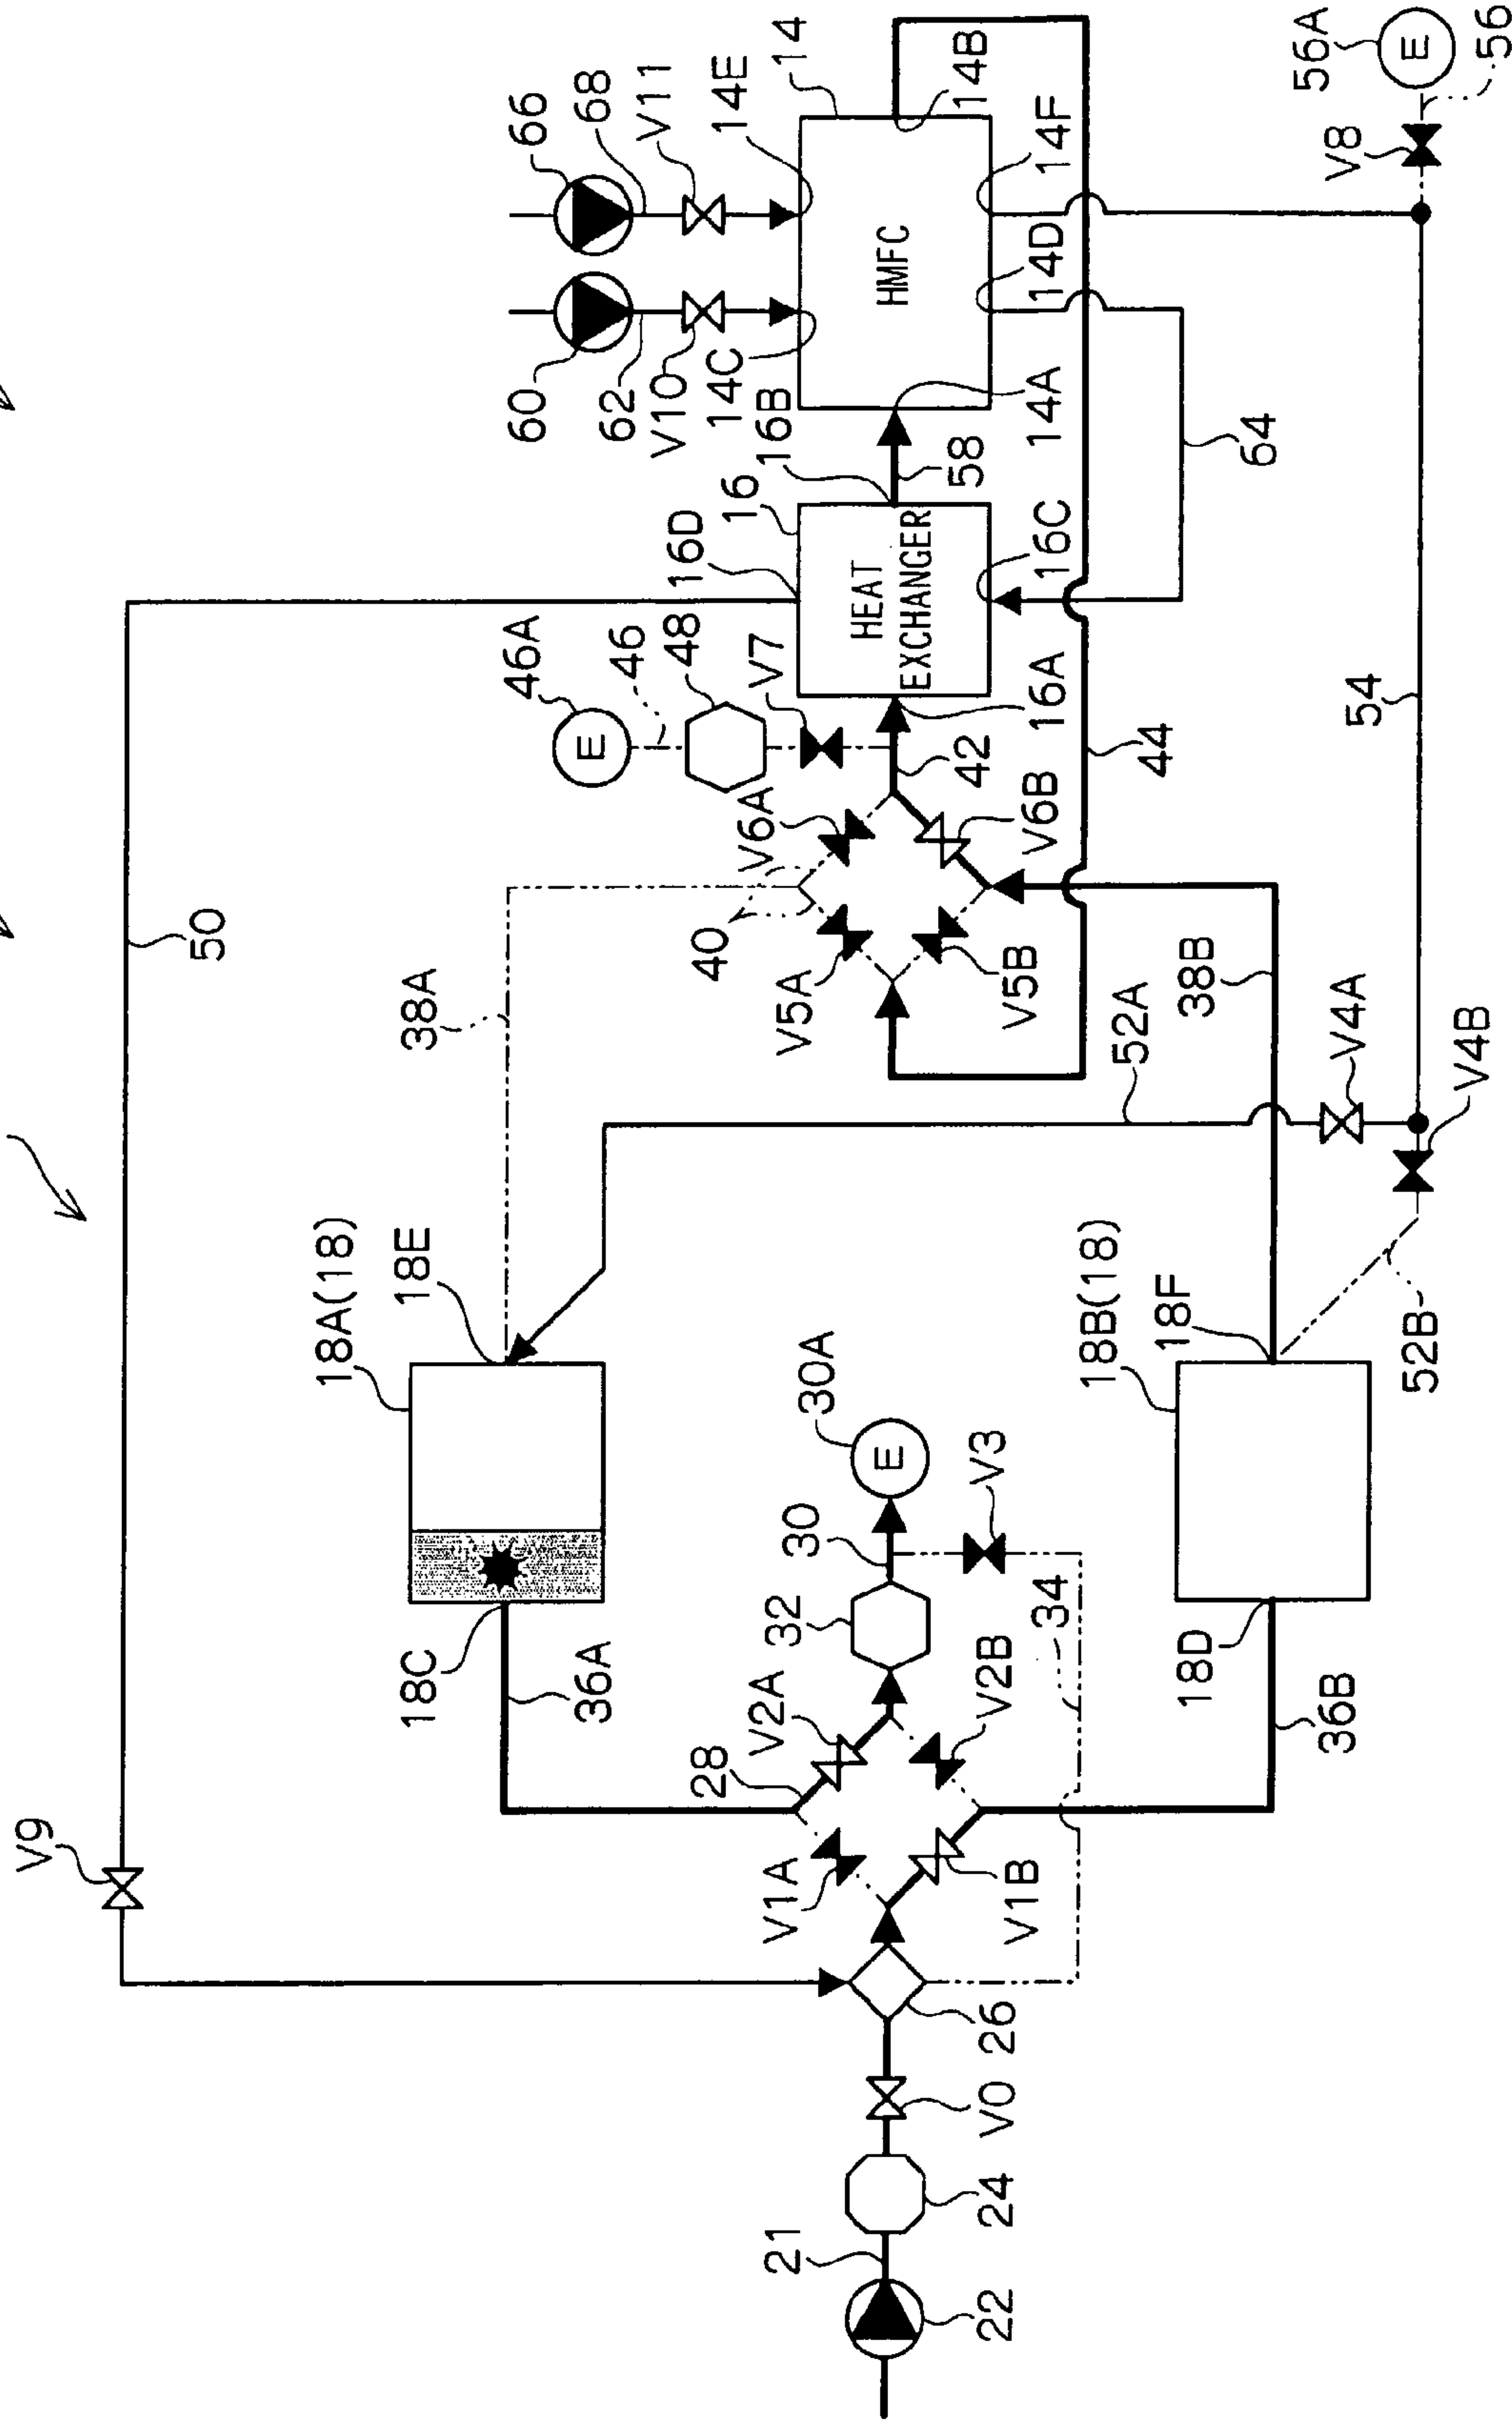 66
68
V11
14E
14
60
62
V10
14C
16B
HMFC
14B
14F
14D
14A
56A
E
56
V8
16D
16
58
HEAT
EXCHANGER
16C
64
46A
E
46
48
V7
16A
42
V6A
V6B
44
54
50
40
V5A
V5B
38A
38B
52A
V4A
V4B
18A(18)
18E
18B(18)
18F
52B
30A
E
30
V3
32
34
18C
36A
V2A
28
V2B
18D
36B
V9
V1A
V1B
26
V0
24
21
22